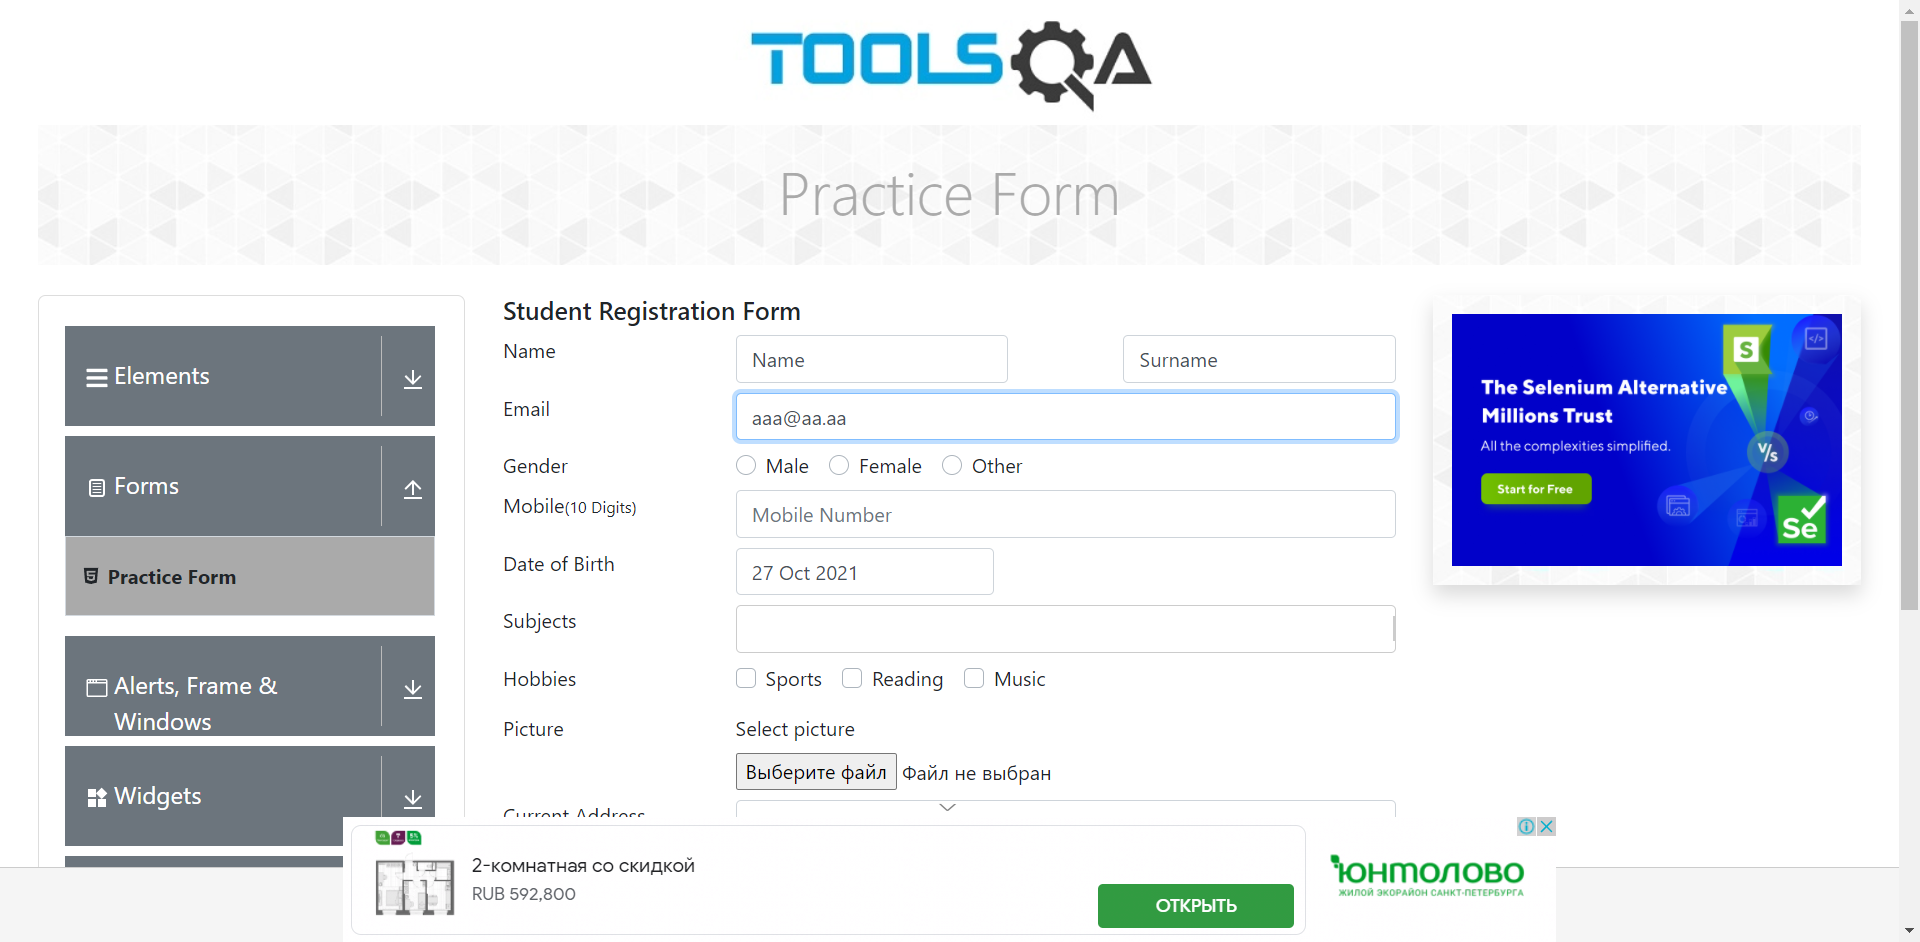 TOOLSQA
Practice Form
Elements
Forms
Practice Form
Alerts, Frame &
Windows
Widgets
Student Registration Form
Name
Name
Surname
Email
aaa@aa.aa
Gender
Male
Female
Other
Mobile(10 Digits)
Mobile Number
Date of Birth
27 Oct 2021
Subjects
Hobbies
Sports
Reading
Music
Picture
Select picture
Выберите файл
Файл не выбран
Current Address
S
The Selenium Alternative
Millions Trust
All the complexities simplified.
Start for Free
V/s
Se
2-комнатная со скидкой
RUB 592,800
ОТКРЫТЬ
ЮНТОЛОВО
ЖИЛОЙ ЭКОРАЙОН САНКТ-ПЕТЕРБУРГА